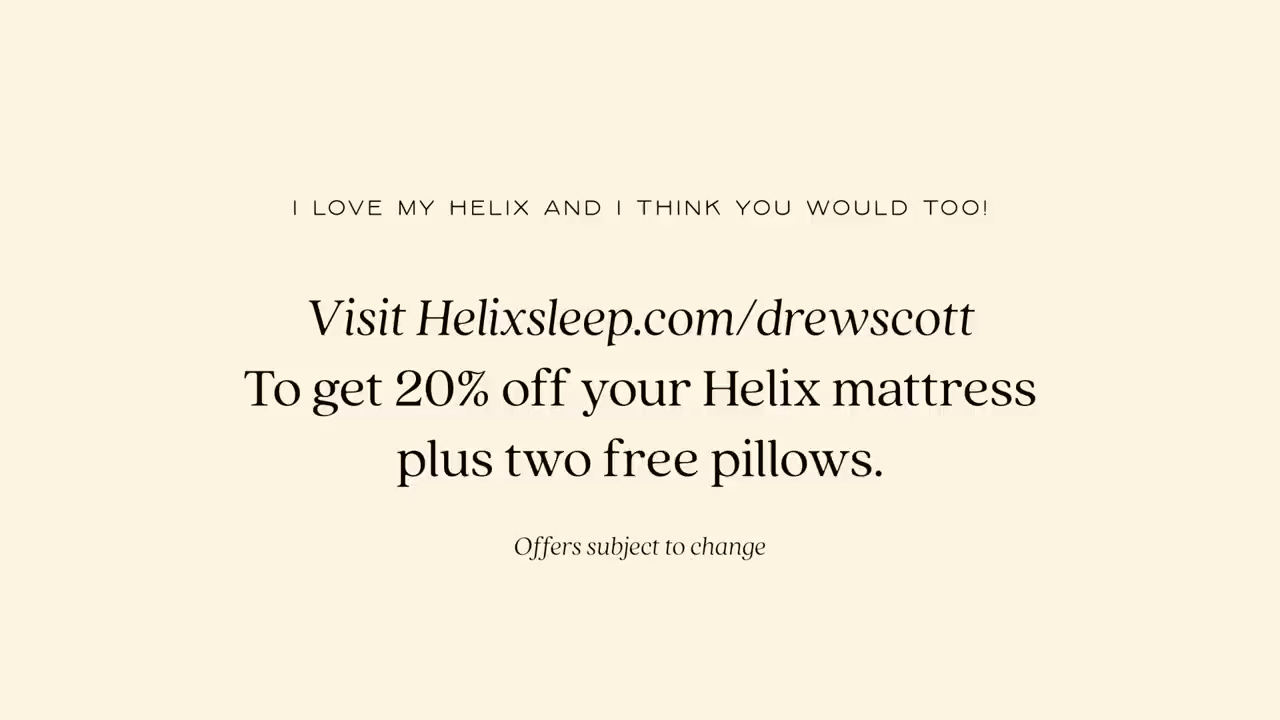 I LOVE MY HELIX AND I THINK YOU WOULD TOO!
Visit Helixsleep.com/drewscott
To get 20% off your Helix mattress
plus two free pillows.
Offers subject to change